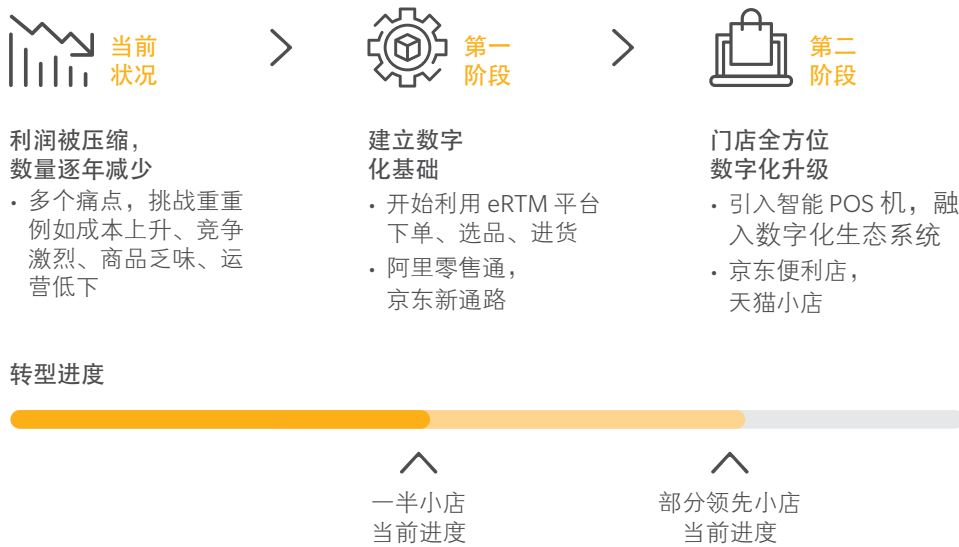 当前
状况
利润被压缩，
数量逐年减少
• 多个痛点，挑战重重
例如成本上升、竞争
激烈、商品乏味、运
营低下
第一
阶段
建立数字
化基础
• 开始利用 eRTM 平台
下单、选品、进货
• 阿里零售通，
京东新通路
第二
阶段
门店全方位
数字化升级
• 引入智能 POS 机，融
入数字化生态系统
• 京东便利店，
天猫小店
转型进度
一半小店
当前进度
部分领先小店
当前进度